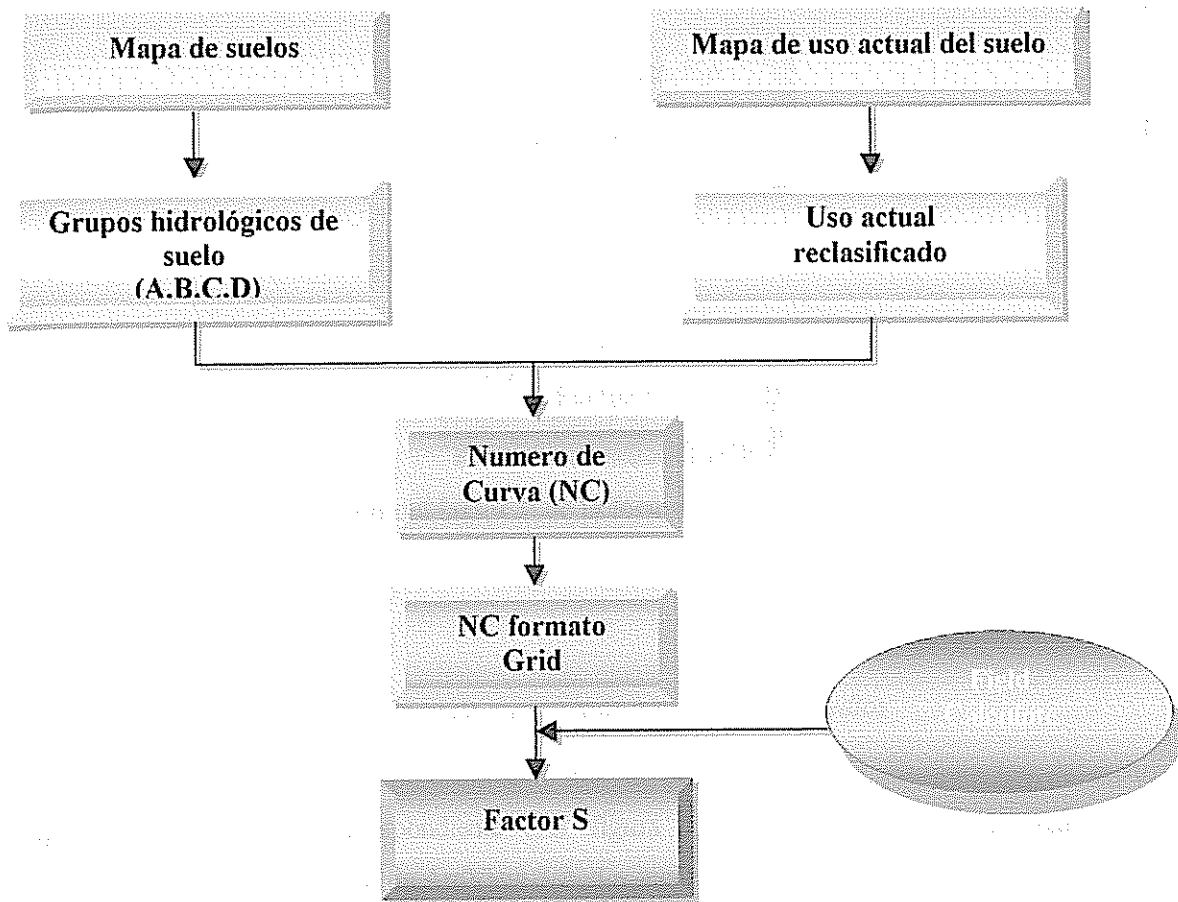 Mapa de suelos
Mapa de uso actual del suelo
Grupos hidrológicos de
suelo
(A.B.C.D)
Uso actual
reclasificado
Numero de
Curva (NC)
NC formato
Grid
Factor S